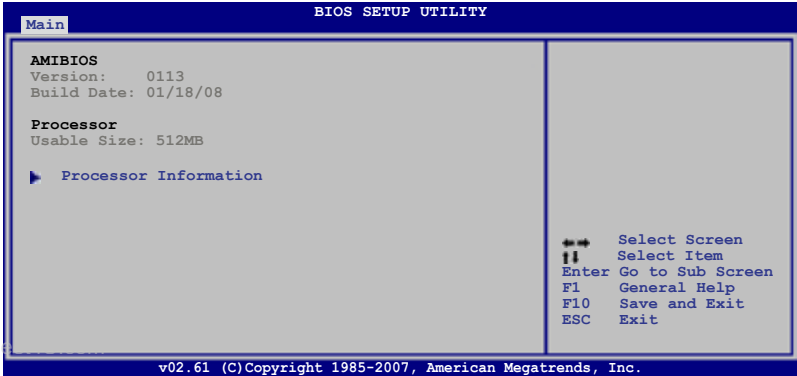 BIOS SETUP UTILITY
Main
AMIBIOS
Version: 0113
Build Date: 01/18/08
Processor
Usable Size: 512MB
Processor Information
Select Screen
Select Item
Enter Go to Sub Screen
F1 General Help
F10 Save and Exit
ESC Exit
v02.61 (C)Copyright 1985-2007, American Megatrends, Inc.